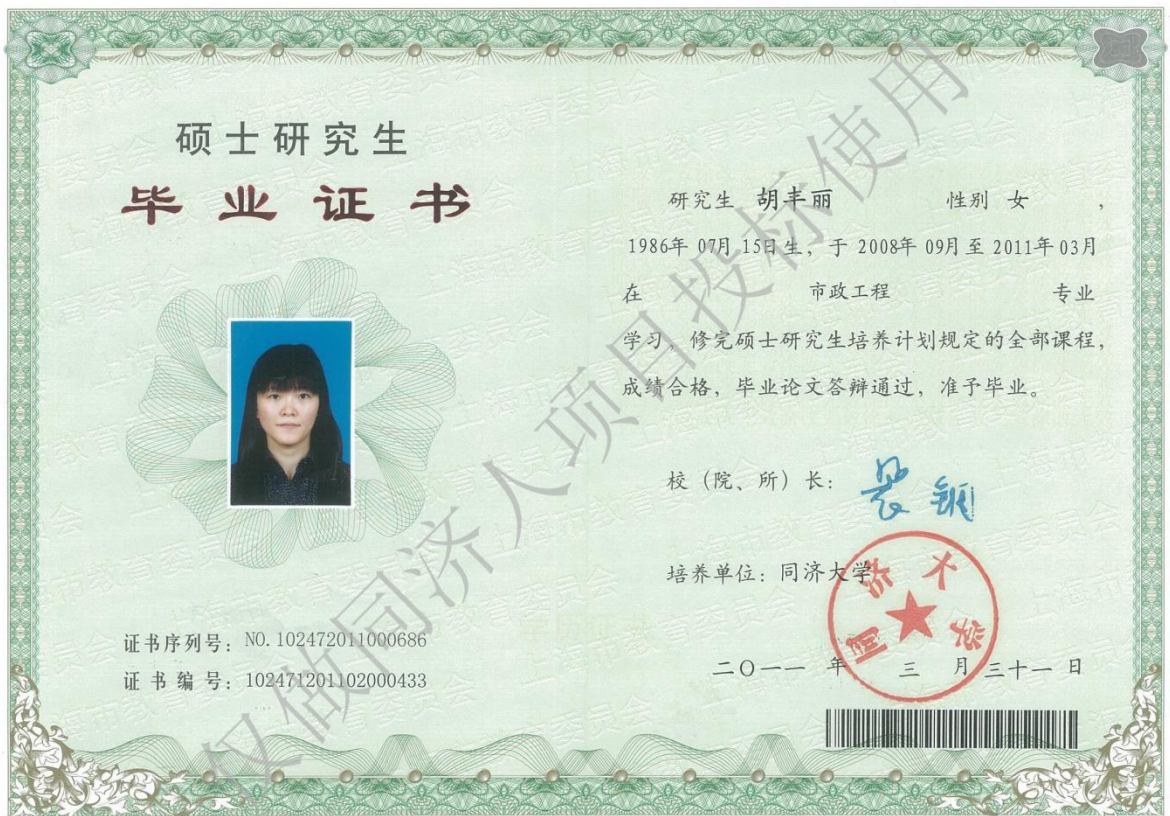 硕士研究生
毕业证书
证书序列号：NO.102472011000686
证书编号：102471201102000433
研究生 胡丰丽 性别 女 ，
1986年 07月 15日生，于 2008年 09月至 2011年 03月
在 市政工程 专业
学习，修完硕士研究生培养计划规定的全部课程，
成绩合格，毕业论文答辩通过，准予毕业。
校（院、所）长：裴钢
培养单位：同济大学
同济大学
二〇一一 年 三 月 三十一 日
仅做同济人项目投标使用